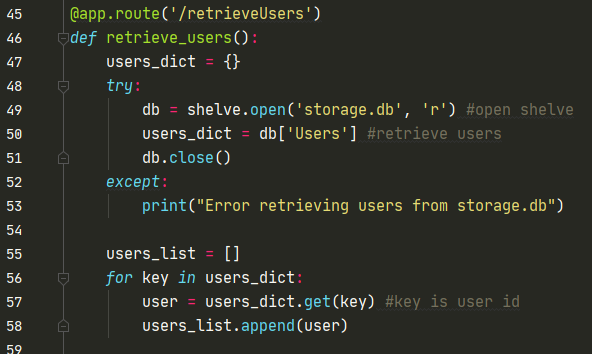 45 @app.route('/retrieveUsers')
46 def retrieve_users():
47     users_dict = {}
48     try:
49         db = shelve.open('storage.db', 'r') #open shelve
50         users_dict = db['Users'] #retrieve users
51         db.close()
52     except:
53         print("Error retrieving users from storage.db")
54
55     users_list = []
56     for key in users_dict:
57         user = users_dict.get(key) #key is user id
58         users_list.append(user)
59